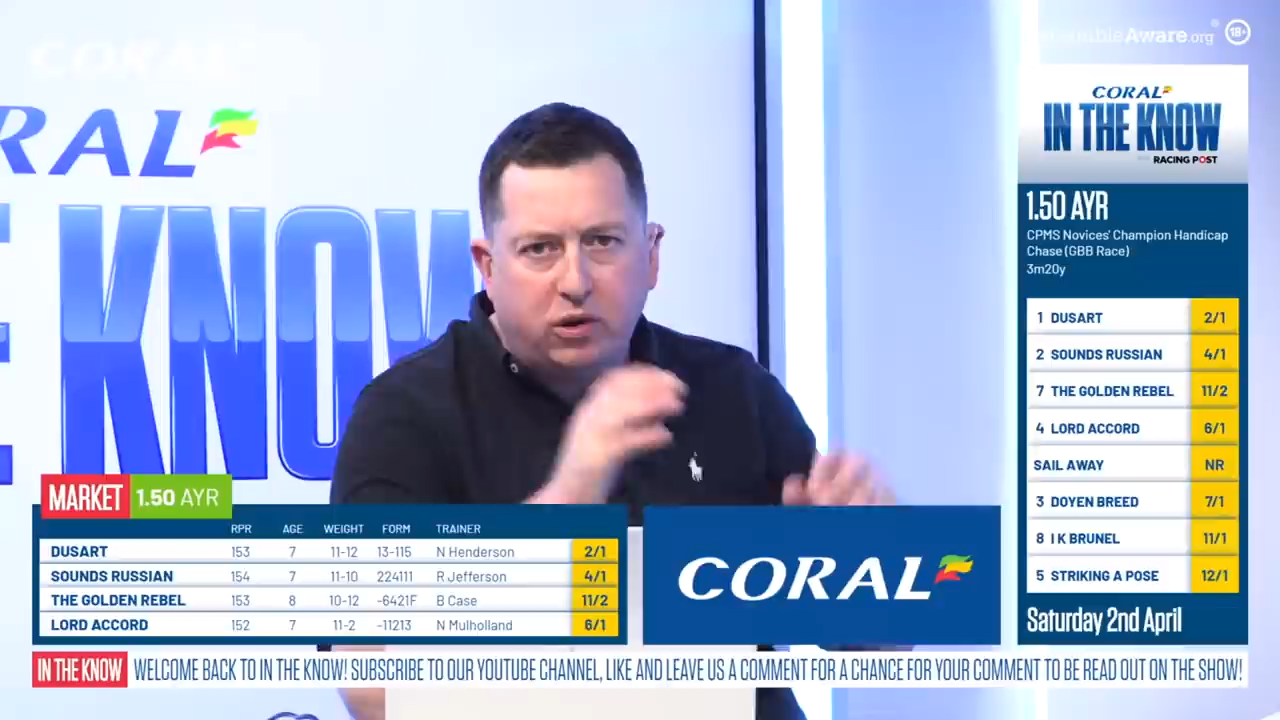 CORAL
Aware.org ® 18+
CORAL
IN THE KNOW
RACING POST
RAL
E KNOW
1.50 AYR
CPMS Novices' Champion Handicap
Chase (GBB Race)
3m20y
1 DUSART 2/1
2 SOUNDS RUSSIAN 4/1
7 THE GOLDEN REBEL 11/2
4 LORD ACCORD 6/1
SAIL AWAY NR
3 DOYEN BREED 7/1
8 I K BRUNEL 11/1
5 STRIKING A POSE 12/1
Saturday 2nd April
MARKET 1.50 AYR
RPR AGE WEIGHT FORM TRAINER
DUSART 153 7 11-12 13-115 N Henderson 2/1
SOUNDS RUSSIAN 154 7 11-10 224111 R Jefferson 4/1
THE GOLDEN REBEL 153 8 10-12 -6421F B Case 11/2
LORD ACCORD 152 7 11-2 -11213 N Mulholland 6/1
CORAL
IN THE KNOW WELCOME BACK TO IN THE KNOW! SUBSCRIBE TO OUR YOUTUBE CHANNEL, LIKE AND LEAVE US A COMMENT FOR A CHANCE FOR YOUR COMMENT TO BE READ OUT ON THE SHOW!